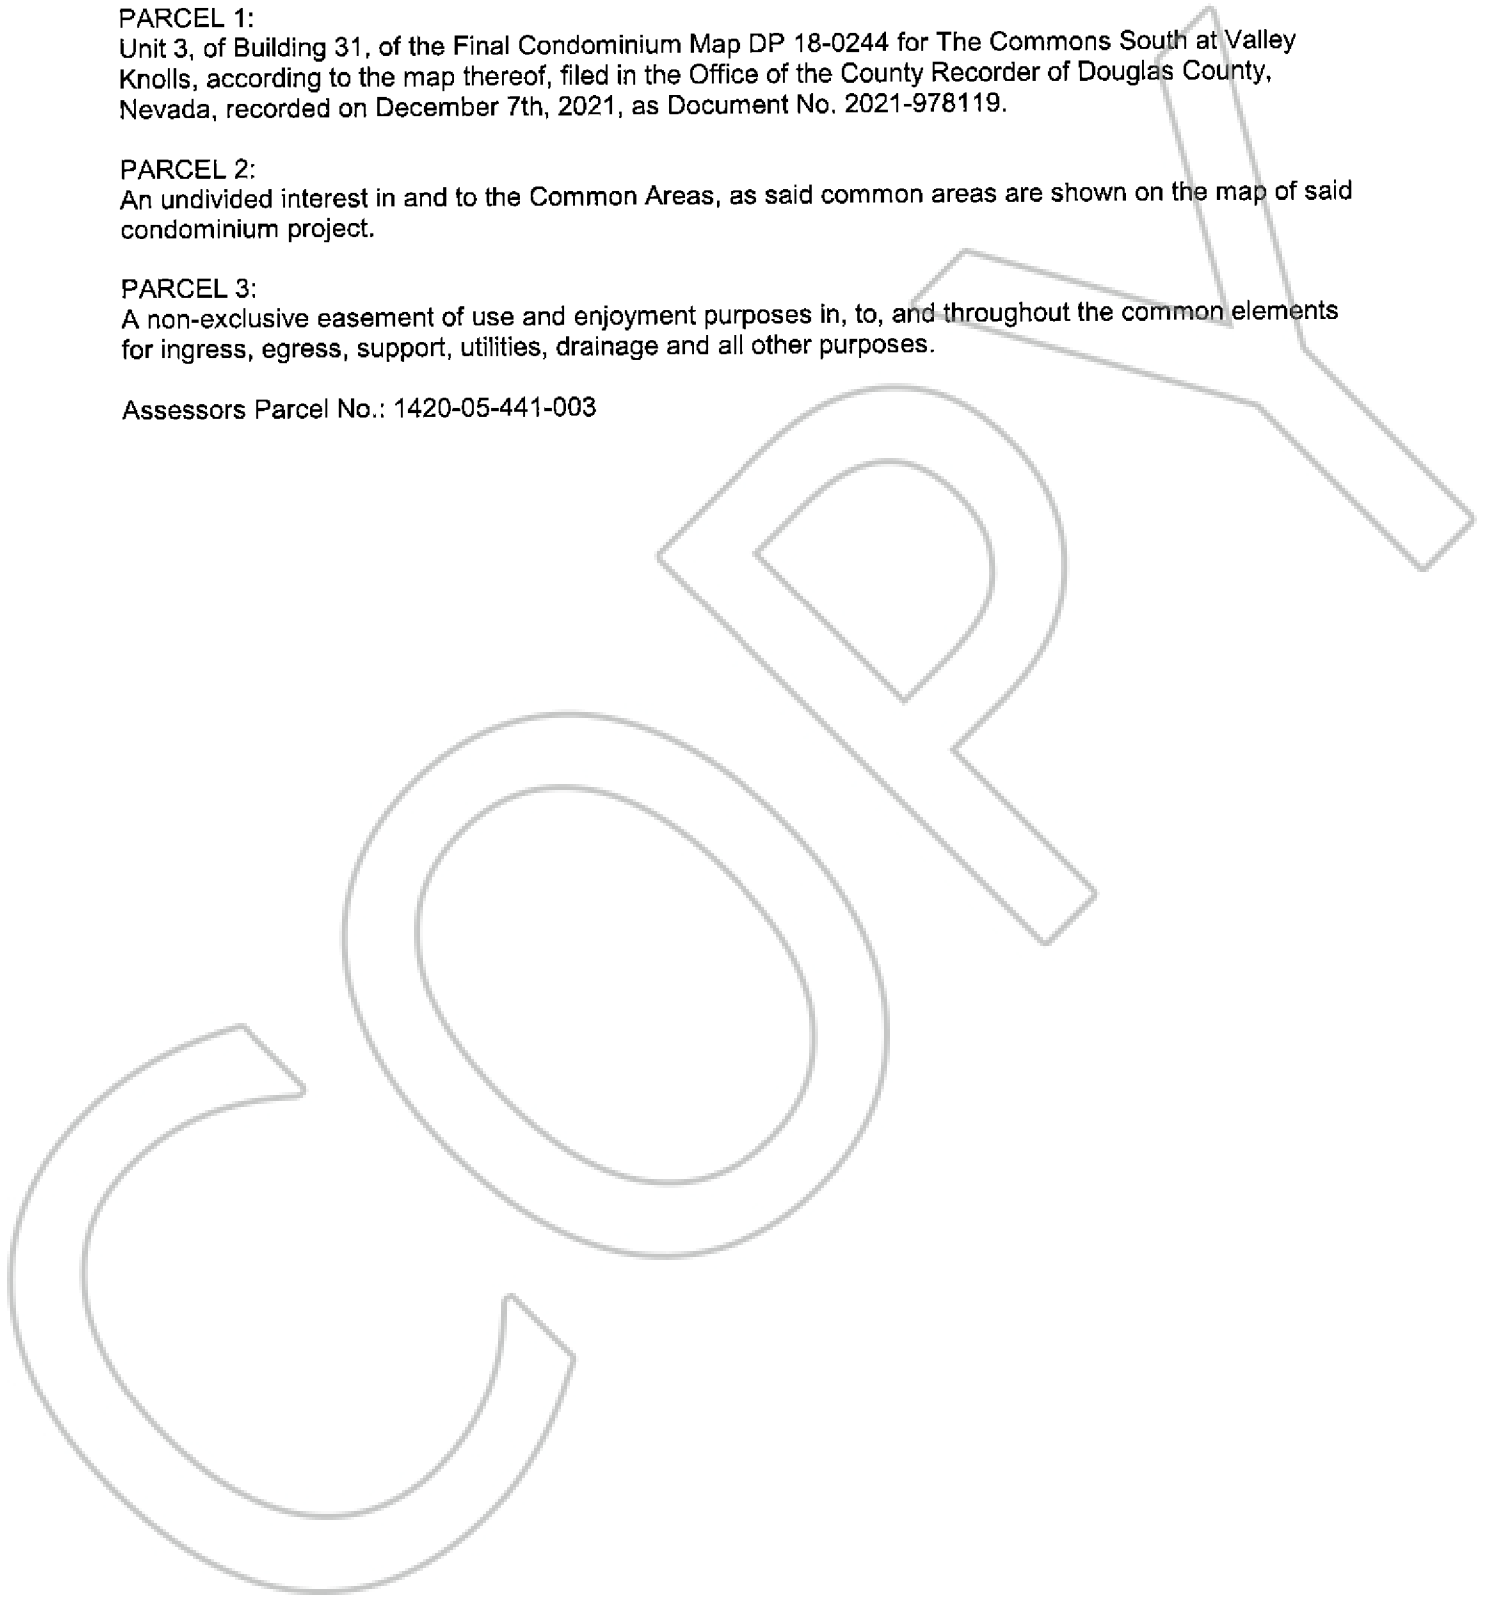 PARCEL 1:
Unit 3, of Building 31, of the Final Condominium Map DP 18-0244 for The Commons South at Valley
Knolls, according to the map thereof, filed in the Office of the County Recorder of Douglas County,
Nevada, recorded on December 7th, 2021, as Document No. 2021-978119.
PARCEL 2:
An undivided interest in and to the Common Areas, as said common areas are shown on the map of said
condominium project.
PARCEL 3:
A non-exclusive easement of use and enjoyment purposes in, to, and throughout the common elements
for ingress, egress, support, utilities, drainage and all other purposes.
Assessors Parcel No.: 1420-05-441-003
COPY